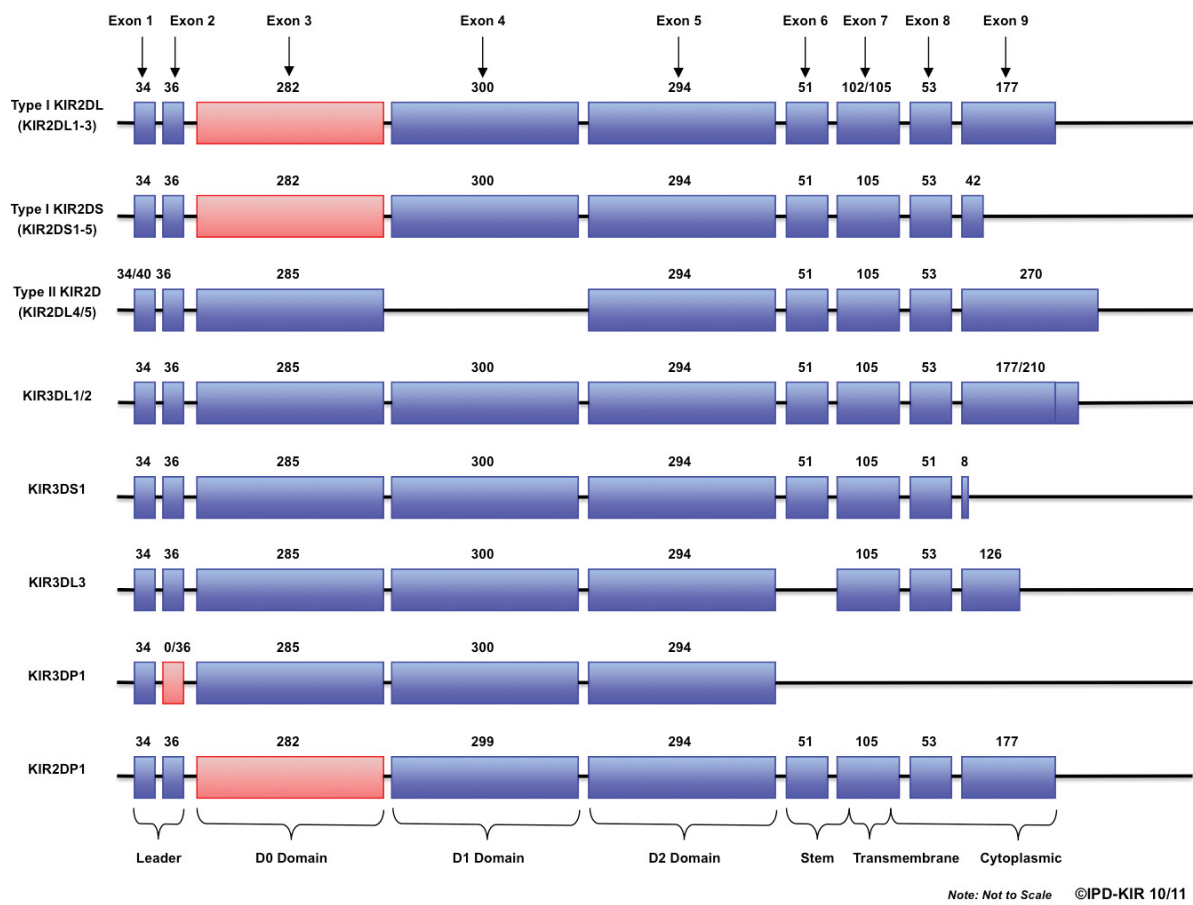 Exon 1 Exon 2 Exon 3 Exon 4 Exon 5 Exon 6 Exon 7 Exon 8 Exon 9
34 36 282 300 294 51 102/105 53 177
Type I KIR2DL
(KIR2DL1-3)
34 36 282 300 294 51 105 53 42
Type I KIR2DS
(KIR2DS1-5)
34/40 36 285 294 51 105 53 270
Type II KIR2D
(KIR2DL4/5)
34 36 285 300 294 51 105 53 177/210
KIR3DL1/2
34 36 285 300 294 51 105 51 8
KIR3DS1
34 36 285 300 294 105 53 126
KIR3DL3
34 0/36 285 300 294
KIR3DP1
34 36 282 299 294 51 105 53 177
KIR2DP1
Leader D0 Domain D1 Domain D2 Domain Stem Transmembrane Cytoplasmic
Note: Not to Scale ©IPD-KIR 10/11